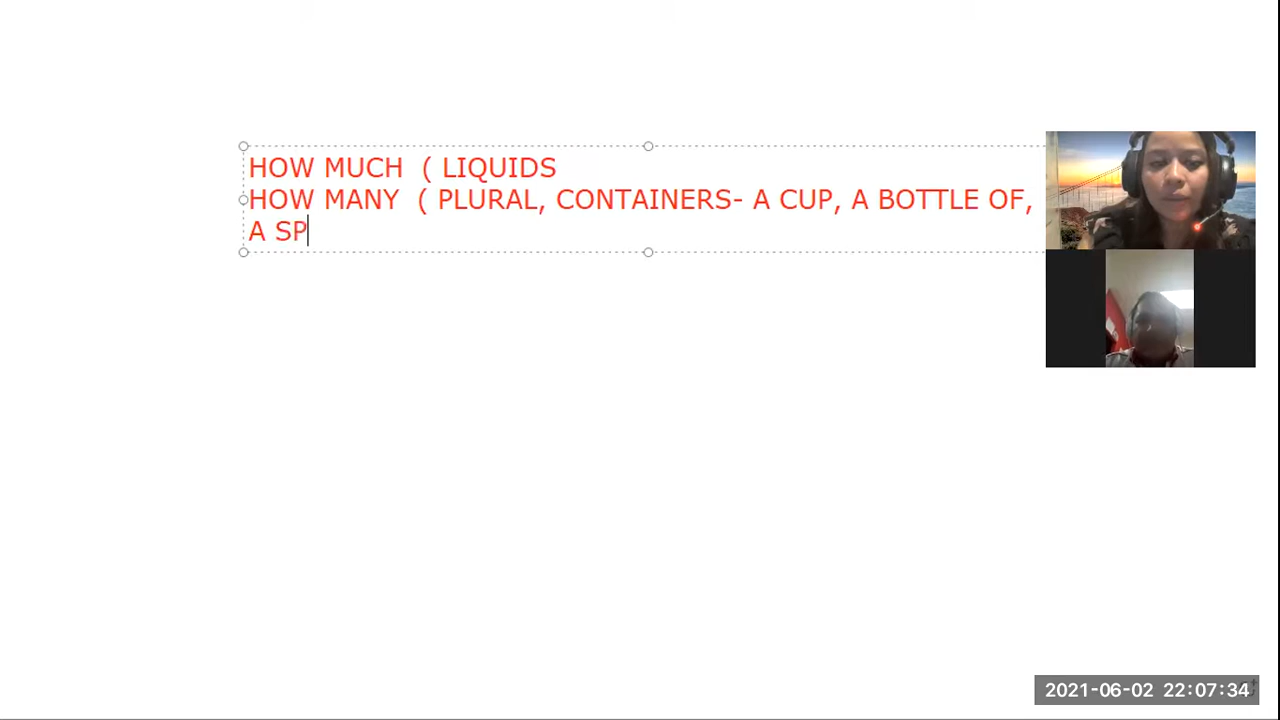 HOW MUCH ( LIQUIDS
HOW MANY ( PLURAL, CONTAINERS- A CUP, A BOTTLE OF,
A SP
2021-06-02 22:07:34